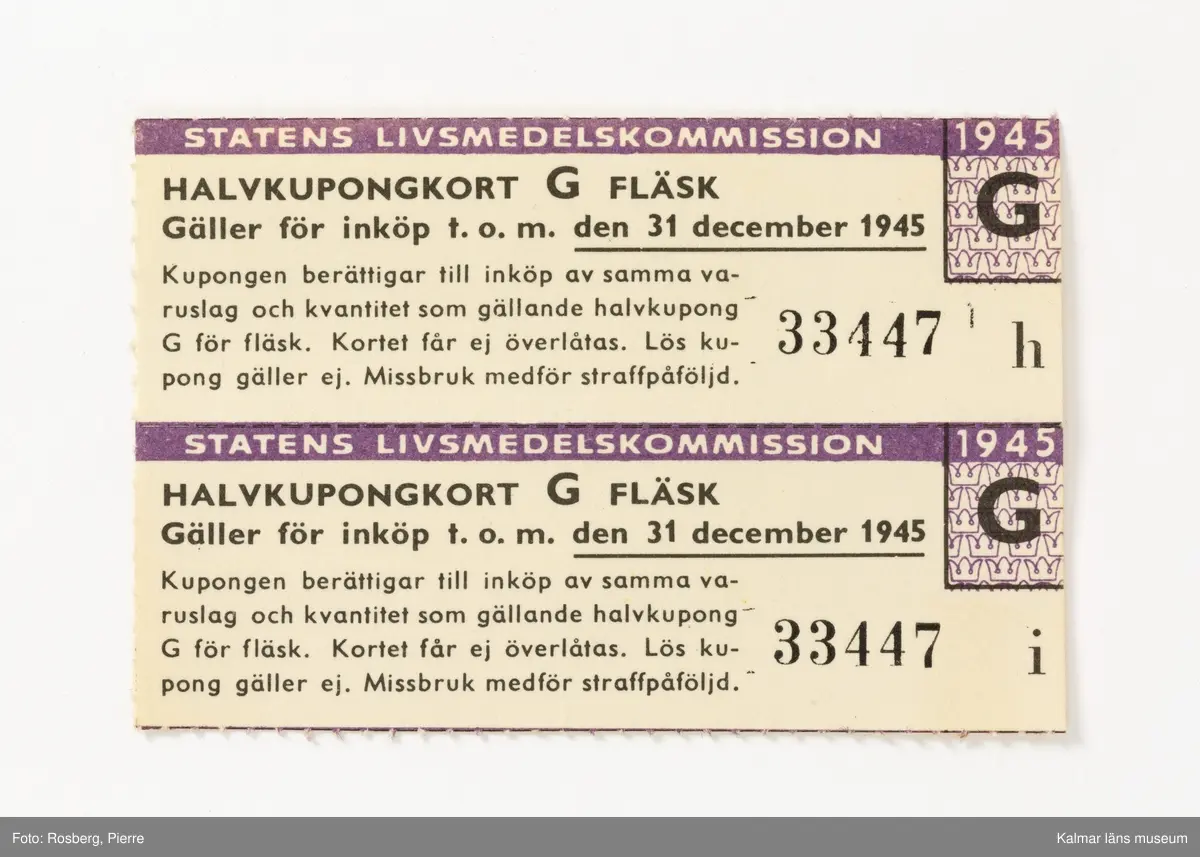 STATENS LIVSMEDELSKOMMISSION 1945
HALVKUPONGKORT G FLÄSK
G
Gäller för inköp t. o. m. den 31 december 1945
Kupongen berättigar till inköp av samma va-
ruslag och kvantitet som gällande halvkupong
G för fläsk. Kortet får ej överlåtas. Lös ku-
pong gäller ej. Missbruk medför straffpåföljd.
33447 h
STATENS LIVSMEDELSKOMMISSION 1945
HALVKUPONGKORT G FLÄSK
G
Gäller för inköp t. o. m. den 31 december 1945
Kupongen berättigar till inköp av samma va-
ruslag och kvantitet som gällande halvkupong
G för fläsk. Kortet får ej överlåtas. Lös ku-
pong gäller ej. Missbruk medför straffpåföljd.
33447 i
Foto: Rosberg, Pierre
Kalmar läns museum